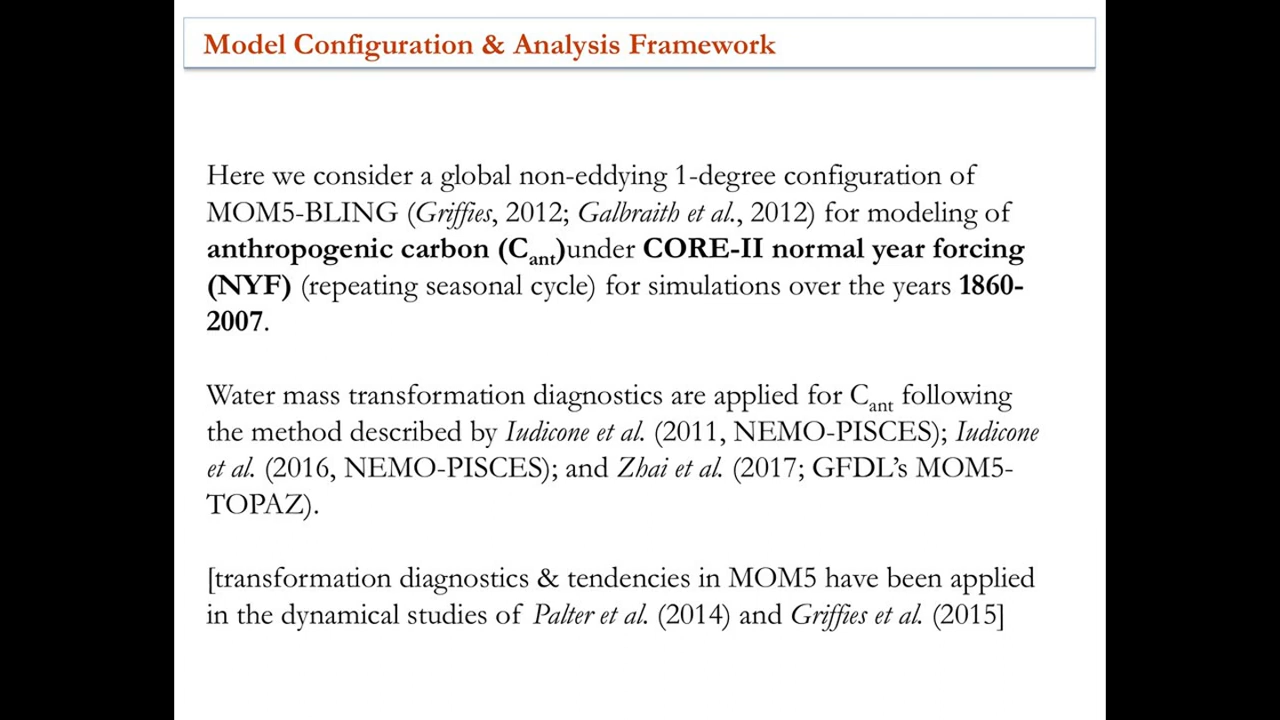 Model Configuration & Analysis Framework
Here we consider a global non-eddying 1-degree configuration of
MOM5-BLING (Griffies, 2012; Galbraith et al., 2012) for modeling of
anthropogenic carbon (Cant)under CORE-II normal year forcing
(NYF) (repeating seasonal cycle) for simulations over the years 1860-
2007.
Water mass transformation diagnostics are applied for Cant following
the method described by Iudicone et al. (2011, NEMO-PISCES); Iudicone
et al. (2016, NEMO-PISCES); and Zhai et al. (2017; GFDL’s MOM5-
TOPAZ).
[transformation diagnostics & tendencies in MOM5 have been applied
in the dynamical studies of Palter et al. (2014) and Griffies et al. (2015]